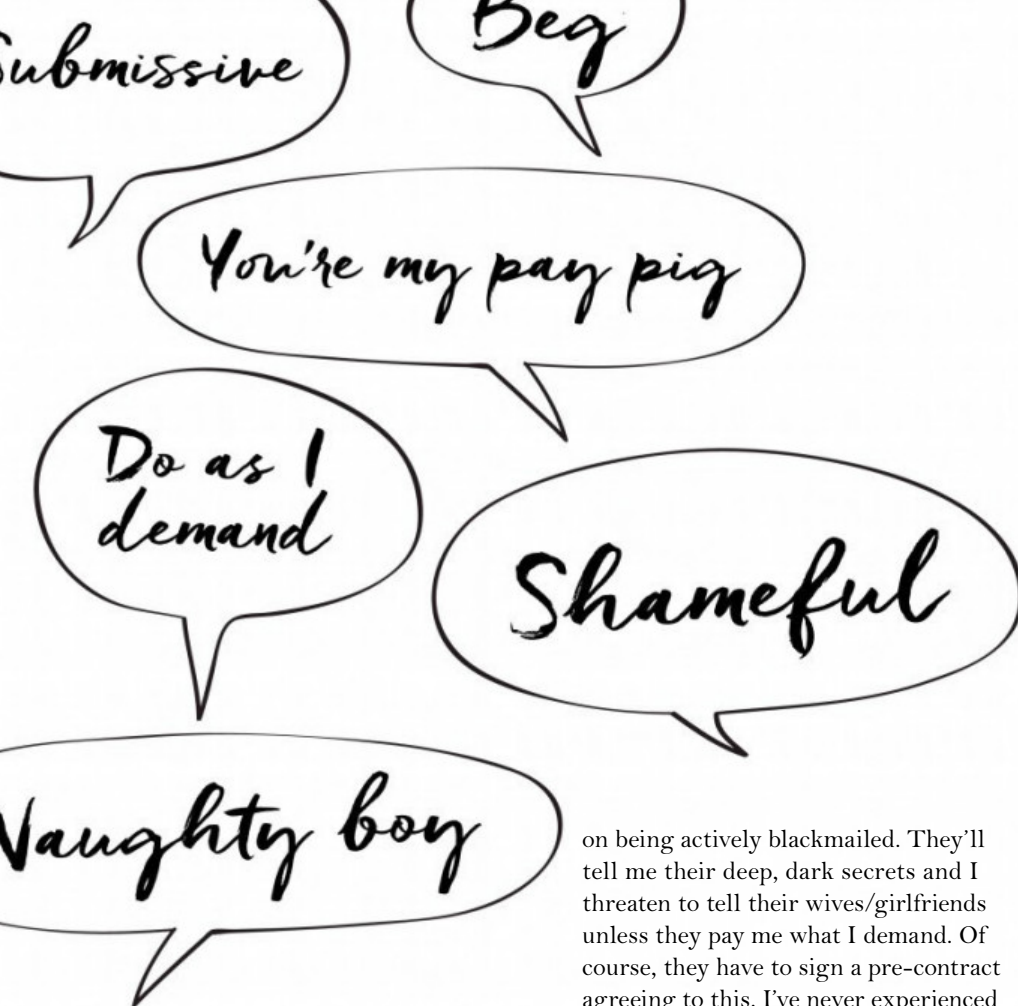 Submissive
Beg
You're my pay pig
Do as I
demand
Shameful
Naughty boy
on being actively blackmailed. They’ll
tell me their deep, dark secrets and I
threaten to tell their wives/girlfriends
unless they pay me what I demand. Of
course, they have to sign a pre-contract
agreeing to this. I’ve never experienced